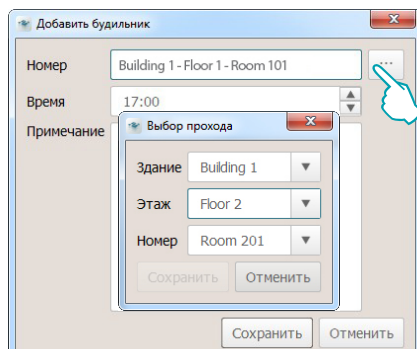 Добавить будильник
Номер Building 1 - Floor 1 - Room 101 ...
Время 17:00
Примечание
Выбор прохода
Здание Building 1
Этаж Floor 2
Номер Room 201
Сохранить Отменить
Сохранить Отменить